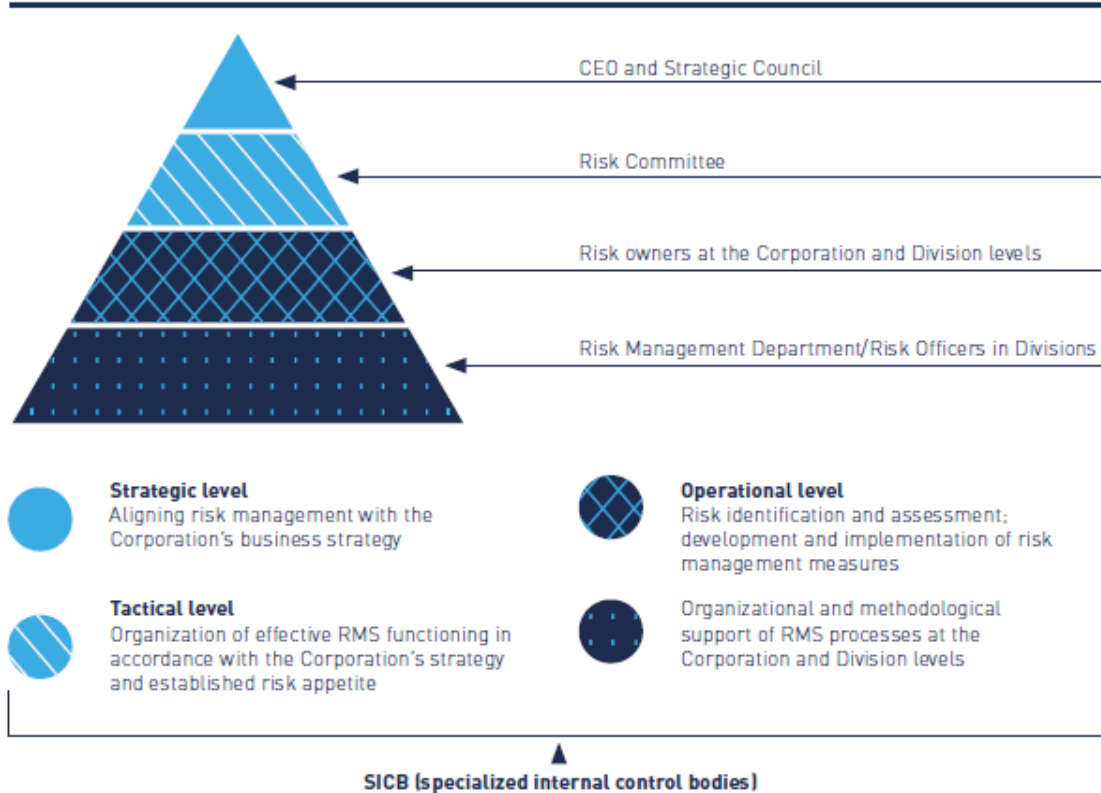 CEO and Strategic Council
Risk Committee
Risk owners at the Corporation and Division levels
Risk Management Department/Risk Officers in Divisions
Strategic level
Aligning risk management with the
Corporation's business strategy
Tactical level
Organization of effective RMS functioning in
accordance with the Corporation's strategy
and established risk appetite
Operational level
Risk identification and assessment;
development and implementation of risk
management measures
Organizational and methodological
support of RMS processes at the
Corporation and Division levels
SICB (specialized internal control bodies)